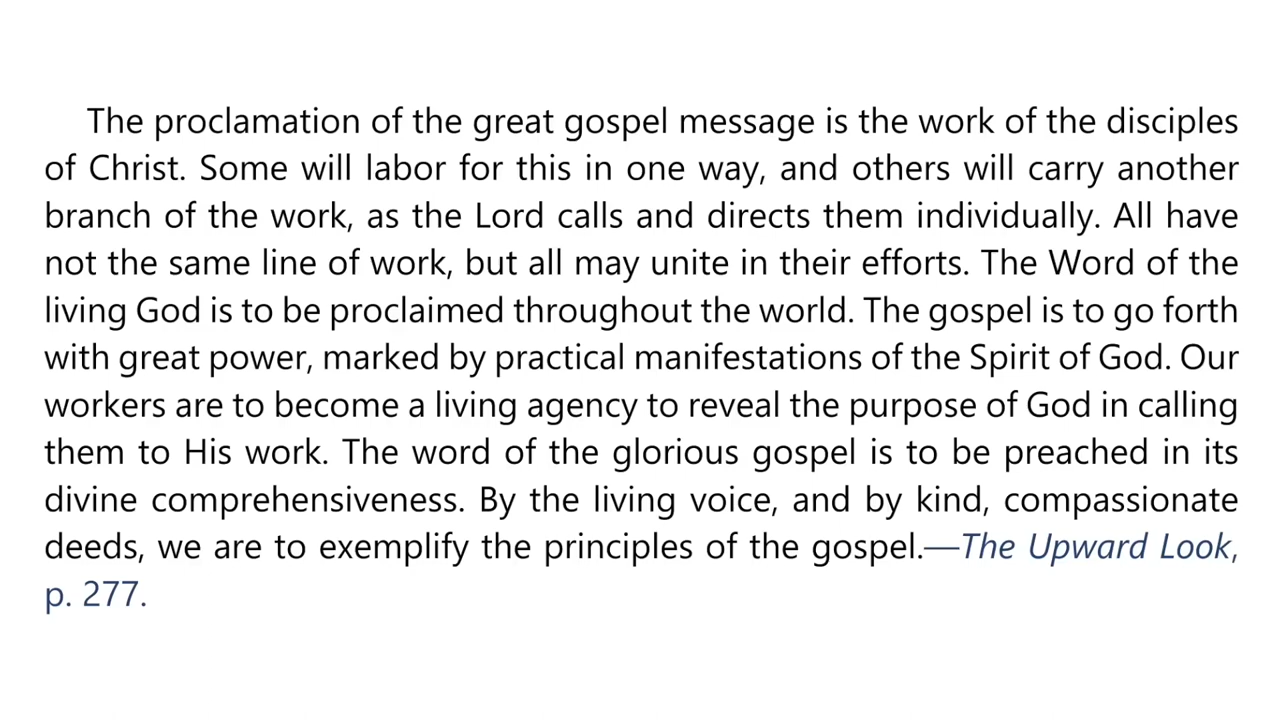 The proclamation of the great gospel message is the work of the disciples
of Christ. Some will labor for this in one way, and others will carry another
branch of the work, as the Lord calls and directs them individually. All have
not the same line of work, but all may unite in their efforts. The Word of the
living God is to be proclaimed throughout the world. The gospel is to go forth
with great power, marked by practical manifestations of the Spirit of God. Our
workers are to become a living agency to reveal the purpose of God in calling
them to His work. The word of the glorious gospel is to be preached in its
divine comprehensiveness. By the living voice, and by kind, compassionate
deeds, we are to exemplify the principles of the gospel.—The Upward Look,
p. 277.